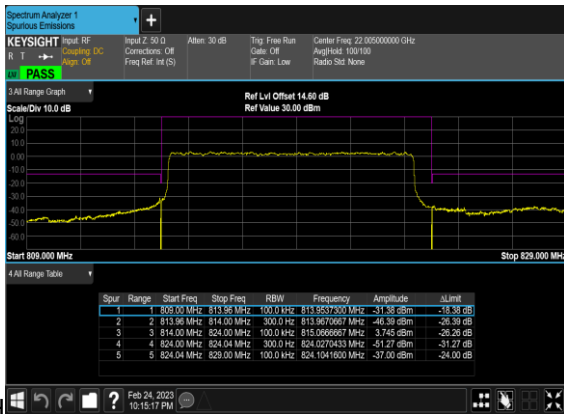 Spectrum Analyzer 1
Spurious Emissions
+
KEYSIGHT Input: RF Input Z: 50 Ω Atten: 30 dB Trig: Free Run Center Freq: 22.005000000 GHz
R T Coupling: DC Corrections: Off Gate: Off Avg|Hold: 100/100
Align: Off Freq Ref: Int (S) IF Gain: Low Radio Std: None
PASS
3 All Range Graph
Ref Lvl Offset 14.60 dB
Scale/Div 10.0 dB Ref Value 30.00 dBm
Log
20.0
10.0
0.00
-10.0
-20.0
-30.0
-40.0
-50.0
-60.0
Start 809.000 MHz Stop 829.000 MHz
4 All Range Table
Spur Range Start Freq Stop Freq RBW Frequency Amplitude ΔLimit
1 1 809.00 MHz 813.96 MHz 100.0 kHz 813.9537300 MHz -31.38 dBm -18.38 dB
2 2 813.96 MHz 814.00 MHz 300.0 Hz 813.9670667 MHz -46.39 dBm -26.39 dB
3 3 814.00 MHz 824.00 MHz 100.0 kHz 815.0666667 MHz 3.745 dBm -26.26 dB
4 4 824.00 MHz 824.04 MHz 300.0 Hz 824.0270433 MHz -51.27 dBm -31.27 dB
5 5 824.04 MHz 829.00 MHz 100.0 kHz 824.1041600 MHz -37.00 dBm -24.00 dB
? Feb 24, 2023
10:15:17 PM